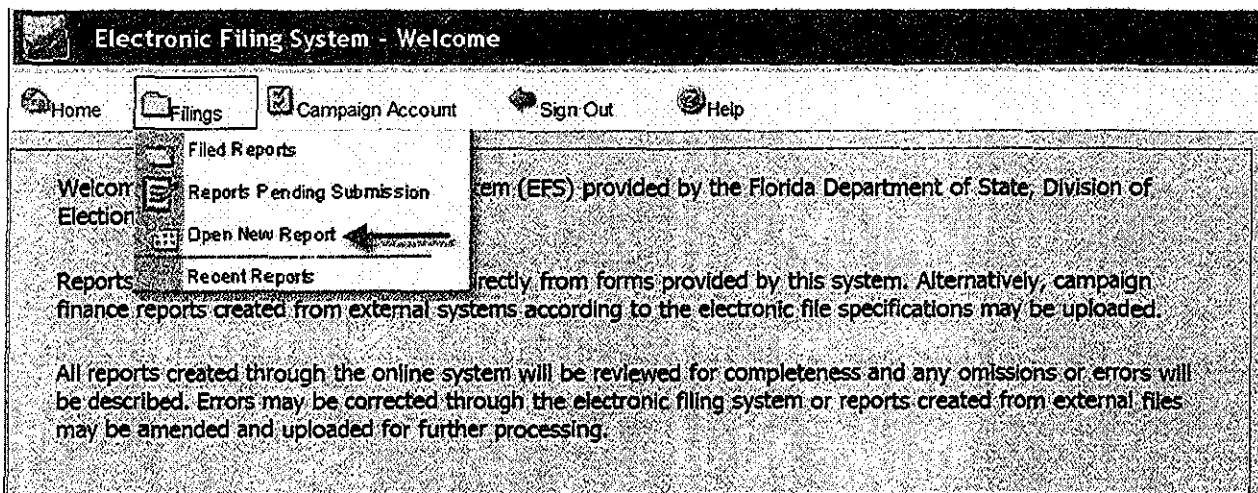 Electronic Filing System - Welcome
Home Filings Campaign Account Sign Out Help
Filed Reports
Reports Pending Submission
Open New Report
Recent Reports
Welcom tem (EFS) provided by the Florida Department of State, Division of
Election
Reports irectly from forms provided by this system. Alternatively, campaign
finance reports created from external systems according to the electronic file specifications may be uploaded.
All reports created through the online system will be reviewed for completeness and any omissions or errors will
be described. Errors may be corrected through the electronic filing system or reports created from external files
may be amended and uploaded for further processing.